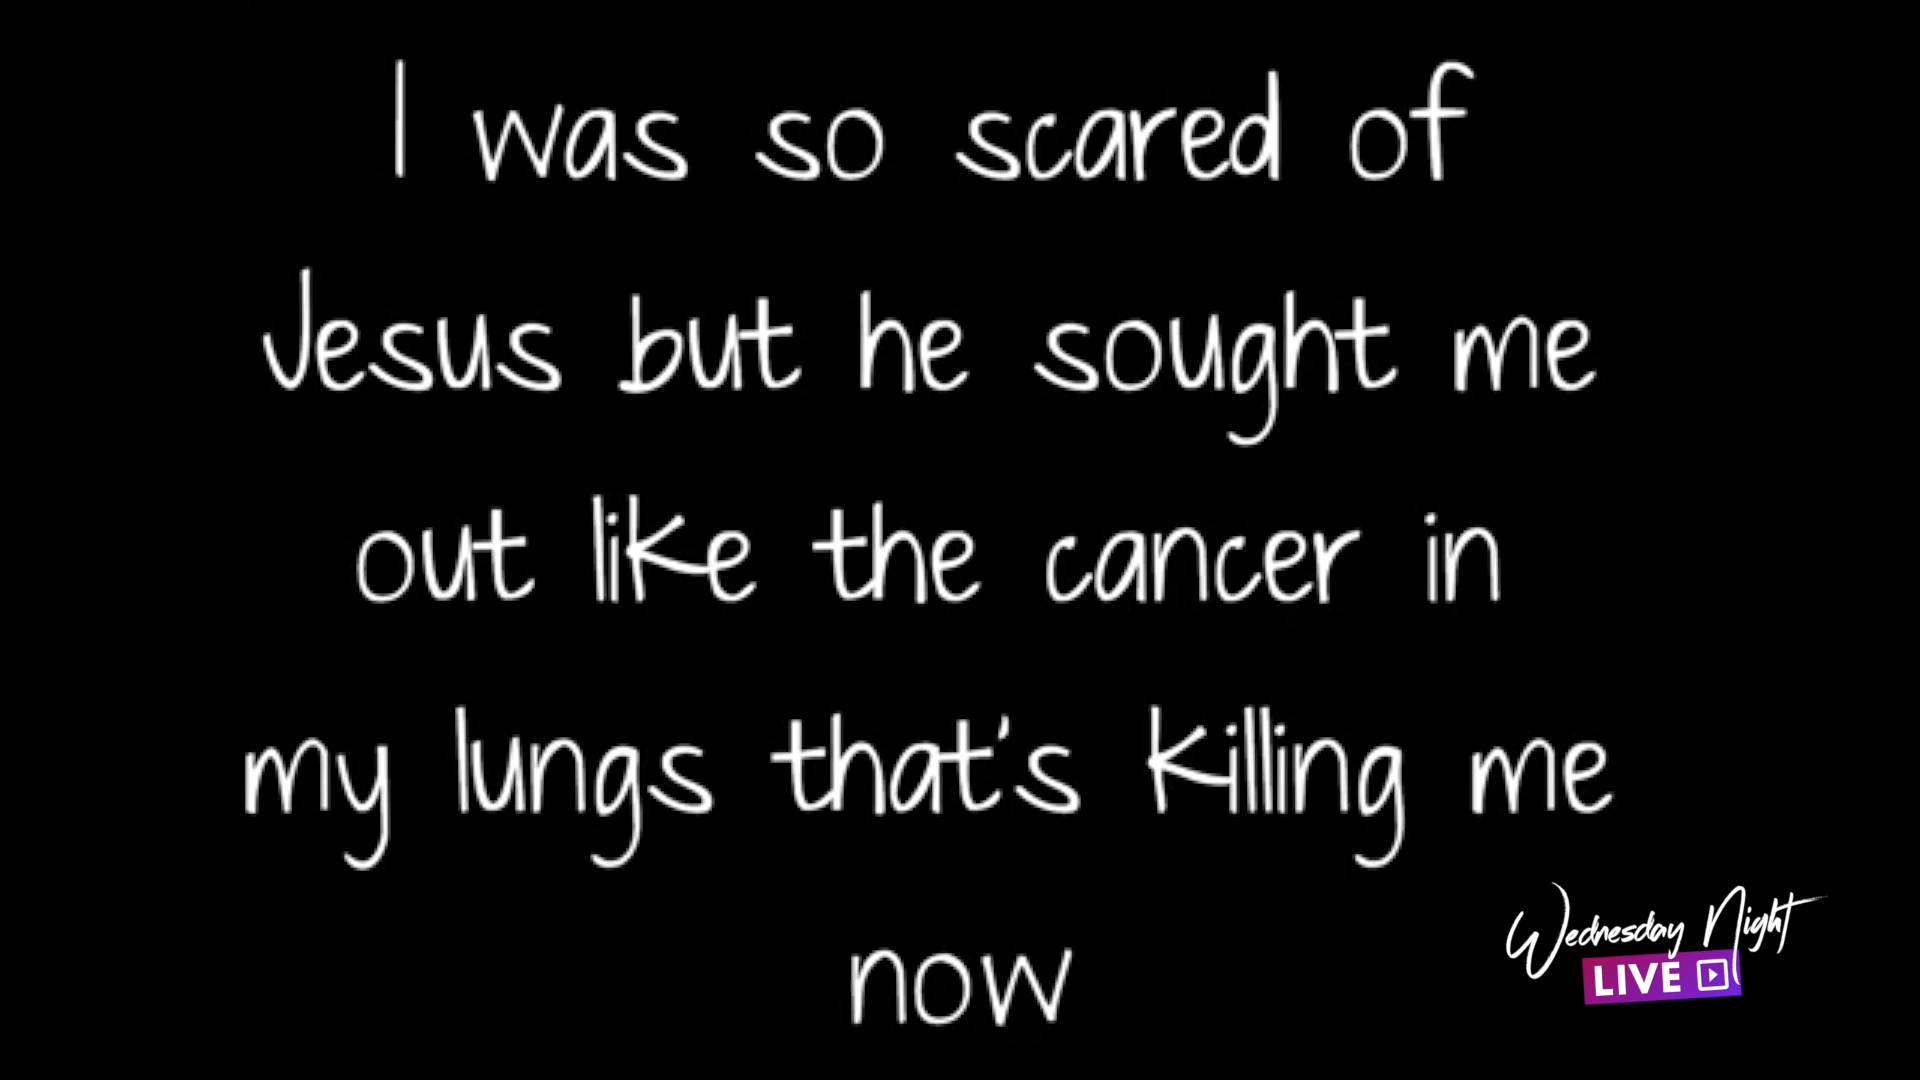 I was so scared of
Jesus but he sought me
out like the cancer in
my lungs that's killing me
now
Wednesday Night
LIVE